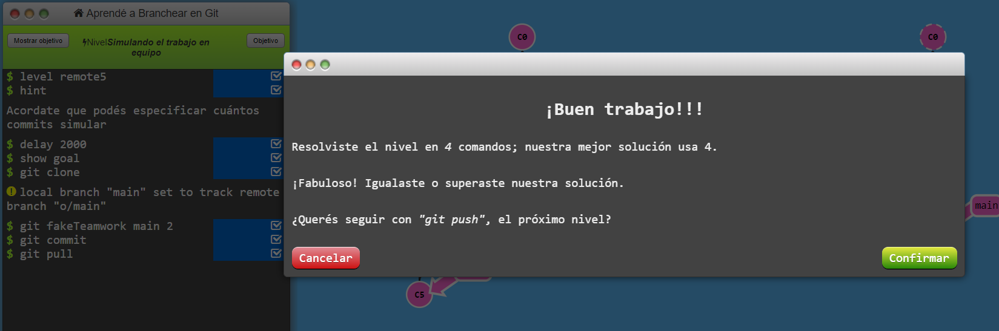 Aprendé a Branchear en Git
Mostrar objetivo
NivelSimulando el trabajo en
equipo
Objetivo
$ level remote5
$ hint
Acordate que podés especificar cuántos
commits simular
$ delay 2000
$ show goal
$ git clone
local branch "main" set to track remote
branch "o/main"
$ git fakeTeamwork main 2
$ git commit
$ git pull
C0
C0
¡Buen trabajo!!!
Resolviste el nivel en 4 comandos; nuestra mejor solución usa 4.
¡Fabuloso! Igualaste o superaste nuestra solución.
¿Querés seguir con "git push", el próximo nivel?
Cancelar
Confirmar
main
C5